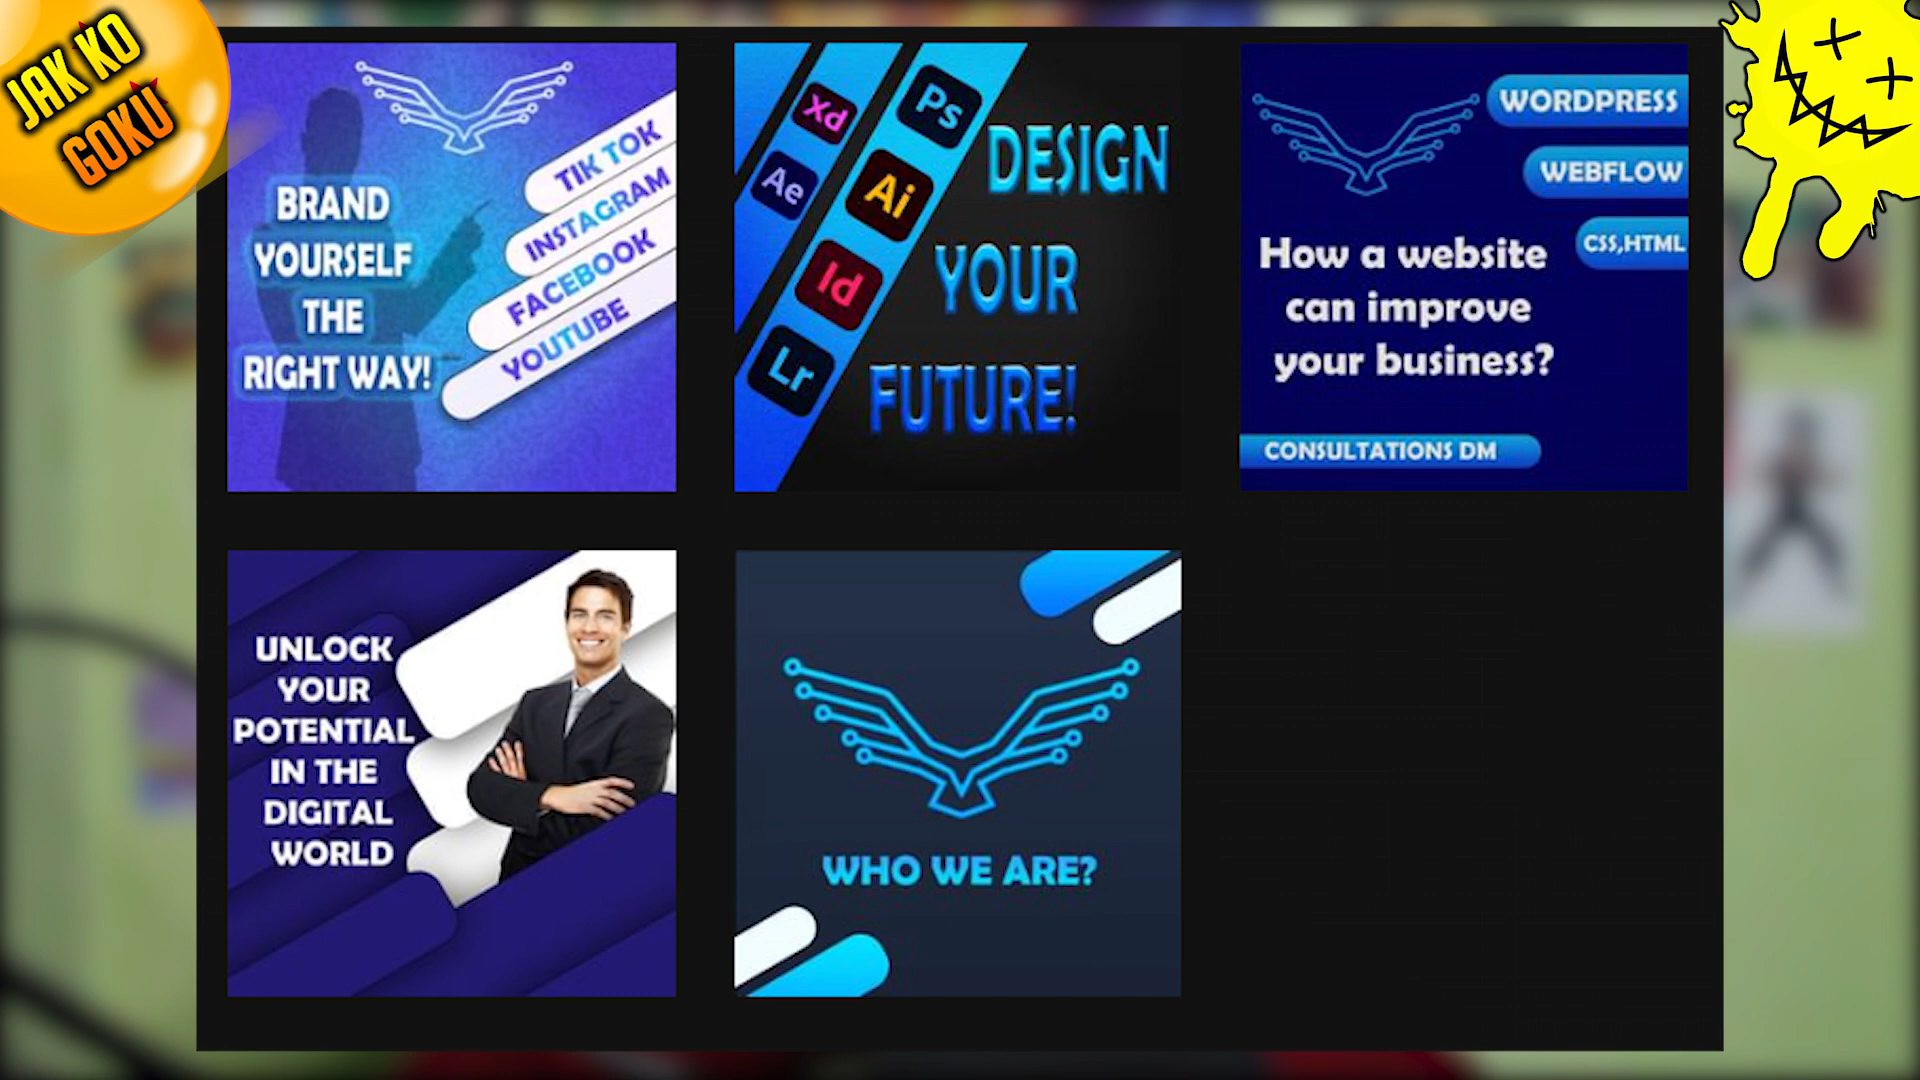 JAK KO
GOKU
BRAND
YOURSELF
THE
RIGHT WAY!
TIK TOK
INSTAGRAM
FACEBOOK
YOUTUBE
Xd
Ae
Ps
Ai
Id
Lr
DESIGN
YOUR
FUTURE!
WORDPRESS
WEBFLOW
CSS,HTML
How a website
can improve
your business?
CONSULTATIONS DM
UNLOCK
YOUR
POTENTIAL
IN THE
DIGITAL
WORLD
WHO WE ARE?